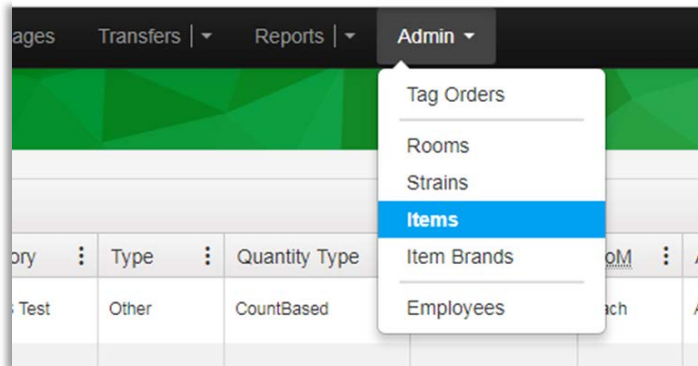 ages Transfers Reports Admin
Tag Orders
Rooms
Strains
Items
ory Type Quantity Type Item Brands oM
Test Other CountBased Employees ach